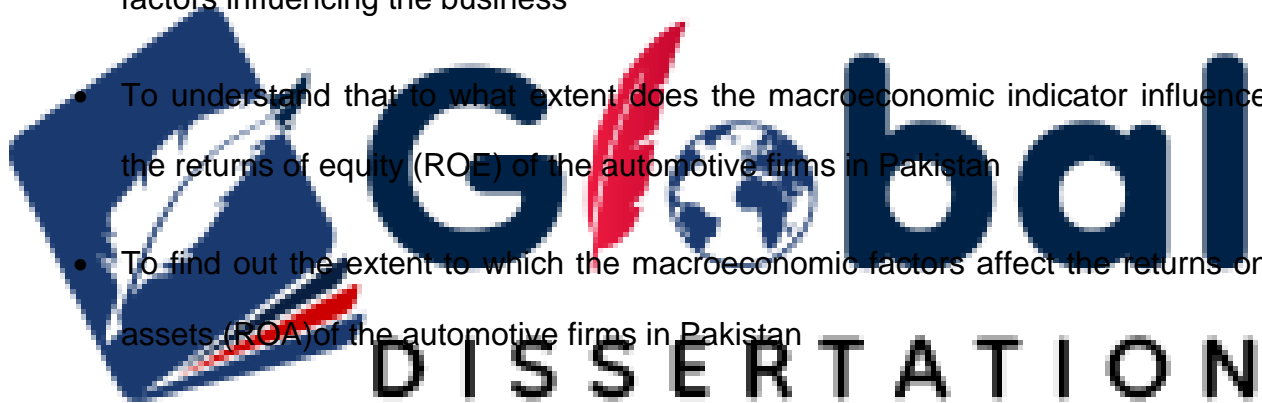 factors influencing the business
• To understand that to what extent does the macroeconomic indicator influence
the returns of equity (ROE) of the automotive firms in Pakistan
• To find out the extent to which the macroeconomic factors affect the returns on
assets (ROA)of the automotive firms in Pakistan
Global
DISSERTATION